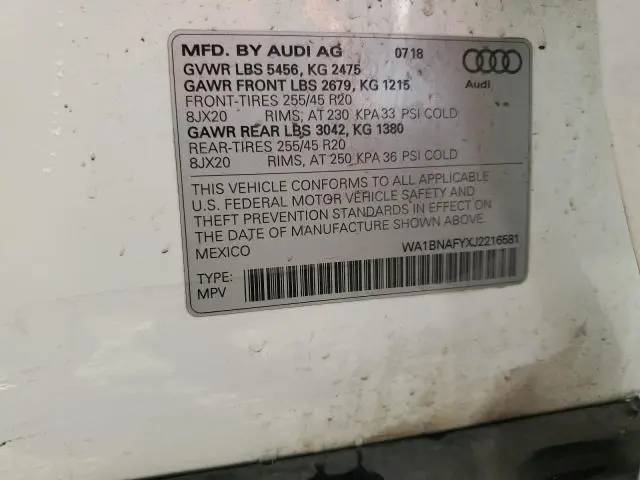 MFD. BY AUDI AG 07/18
GVWR LBS 5456, KG 2475
GAWR FRONT LBS 2679, KG 1215
Audi
FRONT-TIRES 255/45 R20
8JX20 RIMS, AT 230 KPA 33 PSI COLD
GAWR REAR LBS 3042, KG 1380
REAR-TIRES 255/45 R20
8JX20 RIMS, AT 250 KPA 36 PSI COLD
THIS VEHICLE CONFORMS TO ALL APPLICABLE
U.S. FEDERAL MOTOR VEHICLE SAFETY AND
THEFT PREVENTION STANDARDS IN EFFECT ON
THE DATE OF MANUFACTURE SHOWN ABOVE.
MEXICO WA1BNAFYXJ2216581
TYPE:
MPV